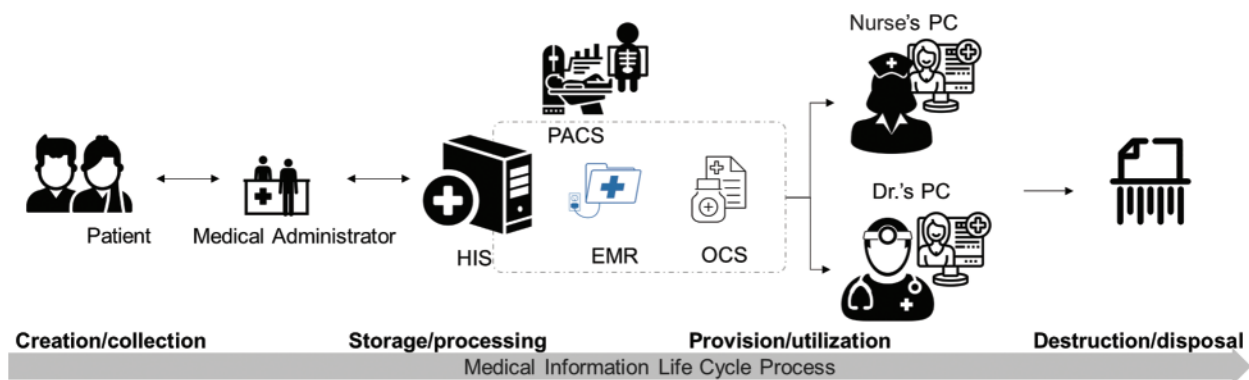 Nurse's PC
PACS
Dr.'s PC
Patient
Medical Administrator
HIS
EMR
OCS
Creation/collection
Storage/processing
Provision/utilization
Destruction/disposal
Medical Information Life Cycle Process